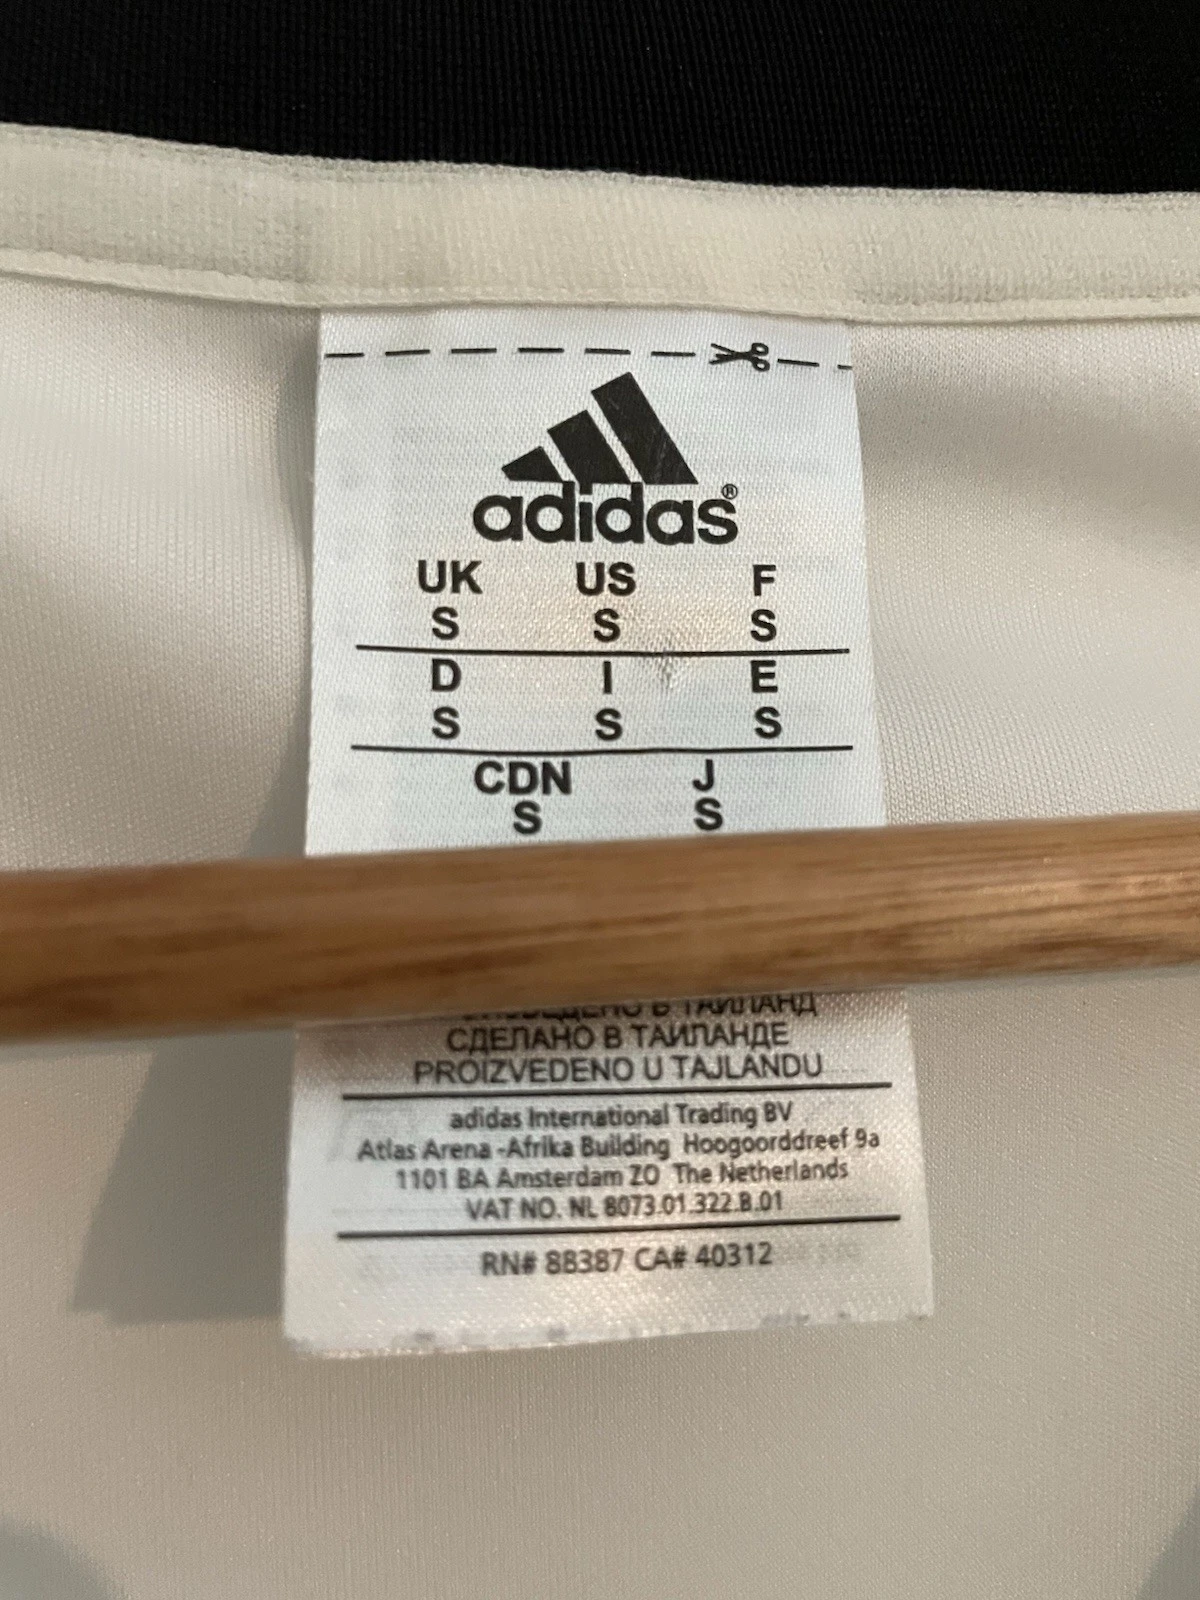 adidas®
UK US F
S S S
D I E
S S S
CDN J
S S
В ТАЙЛАНД
СДЕЛАНО В ТАИЛАНДЕ
PROIZVEDENO U TAJLANDU
adidas International Trading BV
Atlas Arena -Afrika Building Hoogoorddreef 9a
1101 BA Amsterdam ZO The Netherlands
VAT NO. NL 8073.01.322.B.01
RN# 88387 CA# 40312